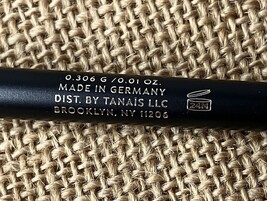 0.306 G / 0.01 OZ.
MADE IN GERMANY
DIST. BY TANAIS LLC
BROOKLYN, NY 11206
24M